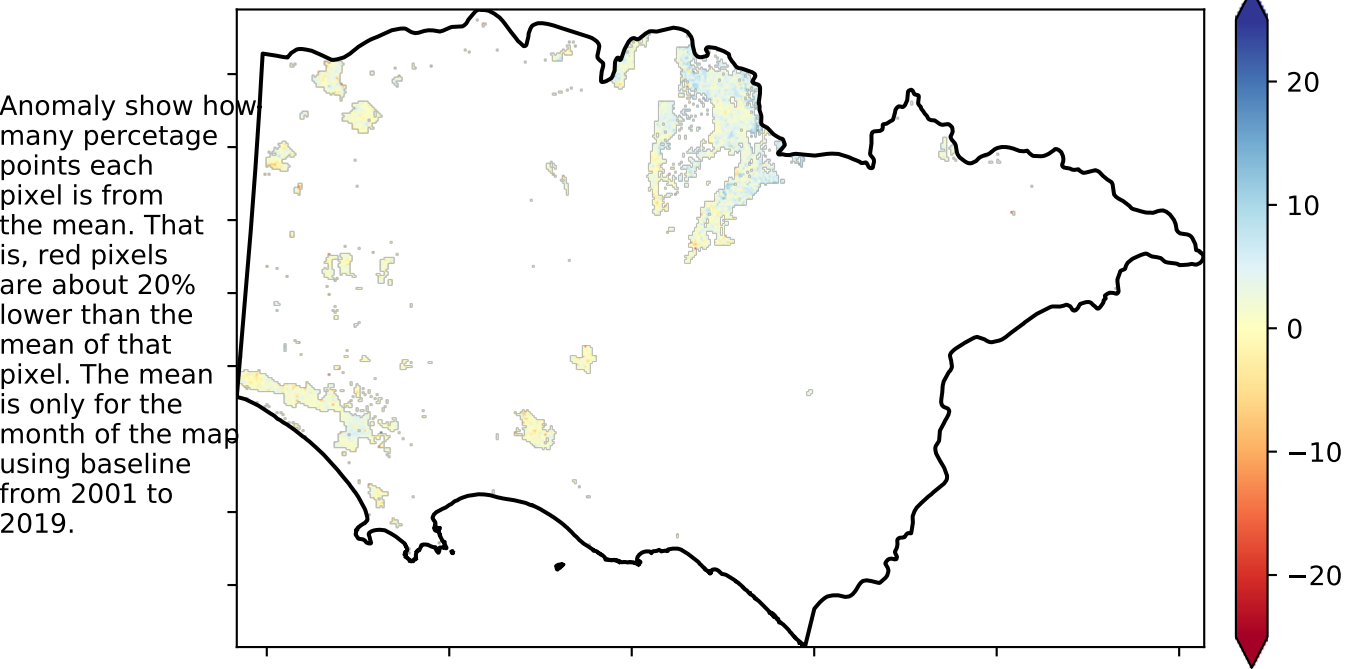 Anomaly show how
many percetage
points each
pixel is from
the mean. That
is, red pixels
are about 20%
lower than the
mean of that
pixel. The mean
is only for the
month of the map
using baseline
from 2001 to
2019.
20
10
0
−10
−20